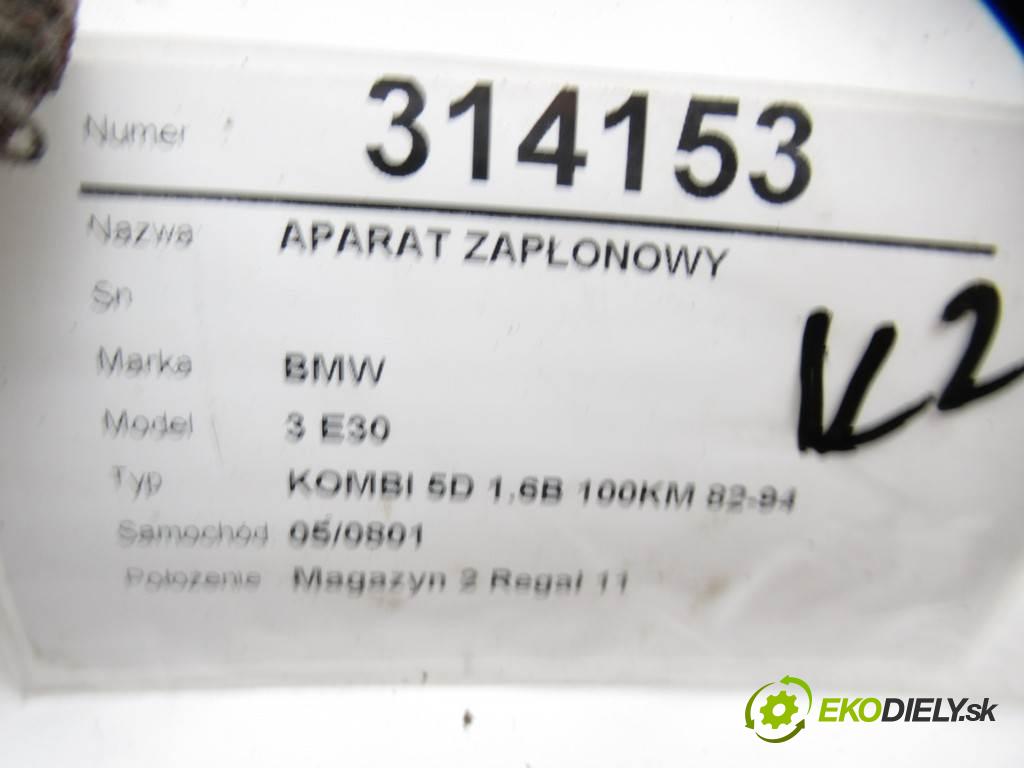 Numer 314153
Nazwa APARAT ZAPŁONOWY
Sn
Marka BMW
Model 3 E30
Typ KOMBI 5D 1.6B 100KM 82-94
Samochód 05/0801
Położenie Magazyn 2 Regał 11
K2
EKODIELY.sk